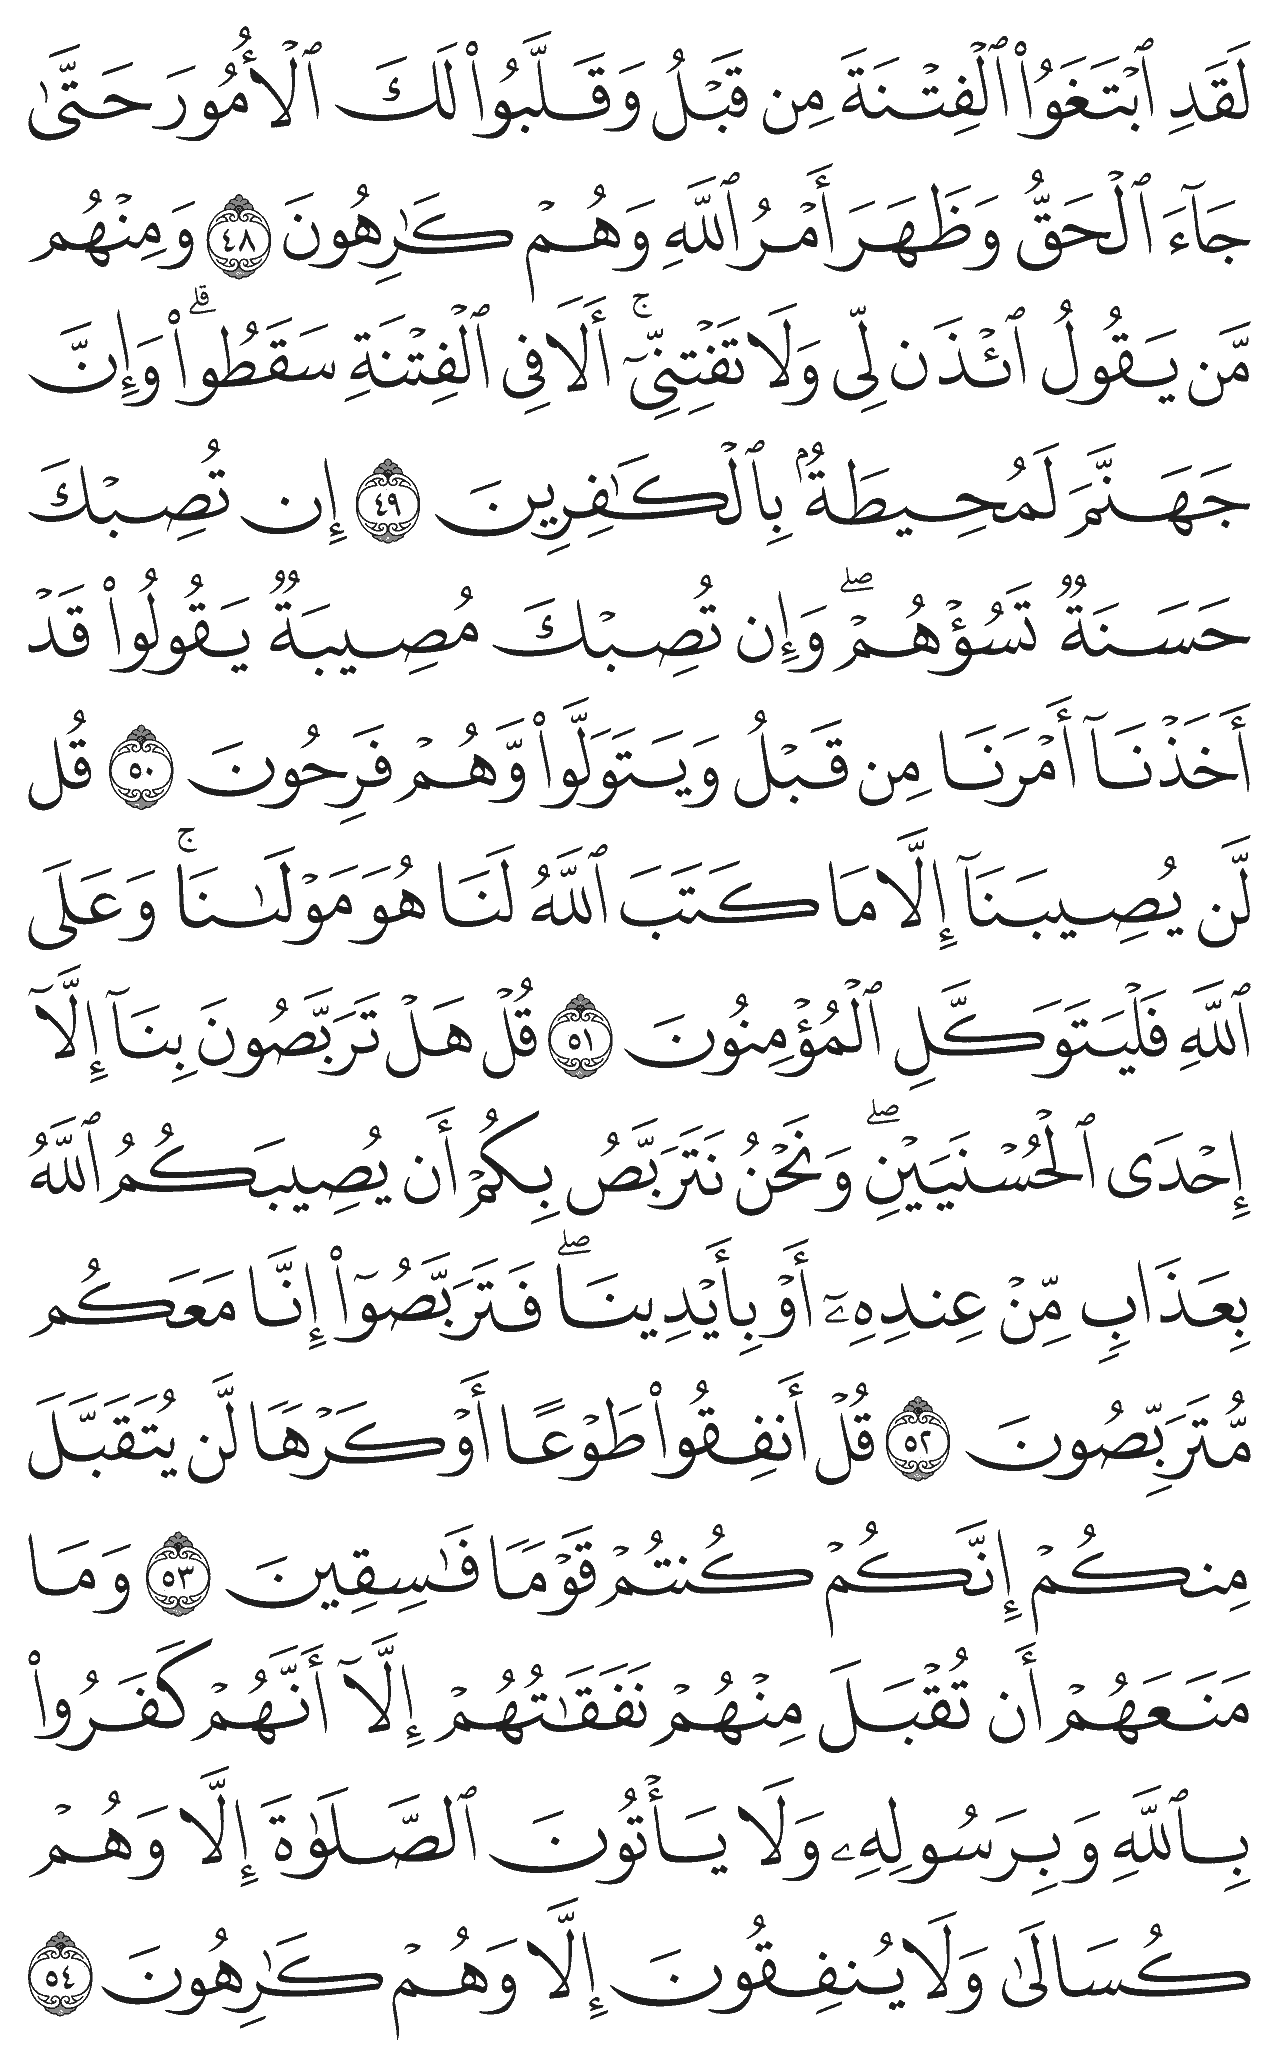 لَقَدِ ٱبۡتَغَوُاْ ٱلۡفِتۡنَةَ مِن قَبۡلُ وَقَلَّبُواْ لَكَ ٱلۡأُمُورَ حَتَّىٰ
جَآءَ ٱلۡحَقُّ وَظَهَرَ أَمۡرُ ٱللَّهِ وَهُمۡ كَٰرِهُونَ ٤٨ وَمِنۡهُم
مَّن يَقُولُ ٱئۡذَن لِّي وَلَا تَفۡتِنِّيٓۚ أَلَا فِي ٱلۡفِتۡنَةِ سَقَطُواْۗ وَإِنَّ
جَهَنَّمَ لَمُحِيطَةُۢ بِٱلۡكَٰفِرِينَ ٤٩ إِن تُصِبۡكَ
حَسَنَةٞ تَسُؤۡهُمۡۖ وَإِن تُصِبۡكَ مُصِيبَةٞ يَقُولُواْ قَدۡ
أَخَذۡنَآ أَمۡرَنَا مِن قَبۡلُ وَيَتَوَلَّواْ وَّهُمۡ فَرِحُونَ ٥٠ قُل
لَّن يُصِيبَنَآ إِلَّا مَا كَتَبَ ٱللَّهُ لَنَا هُوَ مَوۡلَىٰنَاۚ وَعَلَى
ٱللَّهِ فَلۡيَتَوَكَّلِ ٱلۡمُؤۡمِنُونَ ٥١ قُلۡ هَلۡ تَرَبَّصُونَ بِنَآ إِلَّآ
إِحۡدَى ٱلۡحُسۡنَيَيۡنِۖ وَنَحۡنُ نَتَرَبَّصُ بِكُمۡ أَن يُصِيبَكُمُ ٱللَّهُ
بِعَذَابٖ مِّنۡ عِندِهِۦٓ أَوۡ بِأَيۡدِينَاۖ فَتَرَبَّصُوٓاْ إِنَّا مَعَكُم
مُّتَرَبِّصُونَ ٥٢ قُلۡ أَنفِقُواْ طَوۡعًا أَوۡ كَرۡهٗا لَّن يُتَقَبَّلَ
مِنكُمۡ إِنَّكُمۡ كُنتُمۡ قَوۡمٗا فَٰسِقِينَ ٥٣ وَمَا
مَنَعَهُمۡ أَن تُقۡبَلَ مِنۡهُمۡ نَفَقَٰتُهُمۡ إِلَّآ أَنَّهُمۡ كَفَرُواْ
بِٱللَّهِ وَبِرَسُولِهِۦ وَلَا يَأۡتُونَ ٱلصَّلَوٰةَ إِلَّا وَهُمۡ
كُسَالَىٰ وَلَا يُنفِقُونَ إِلَّا وَهُمۡ كَٰرِهُونَ ٥٤